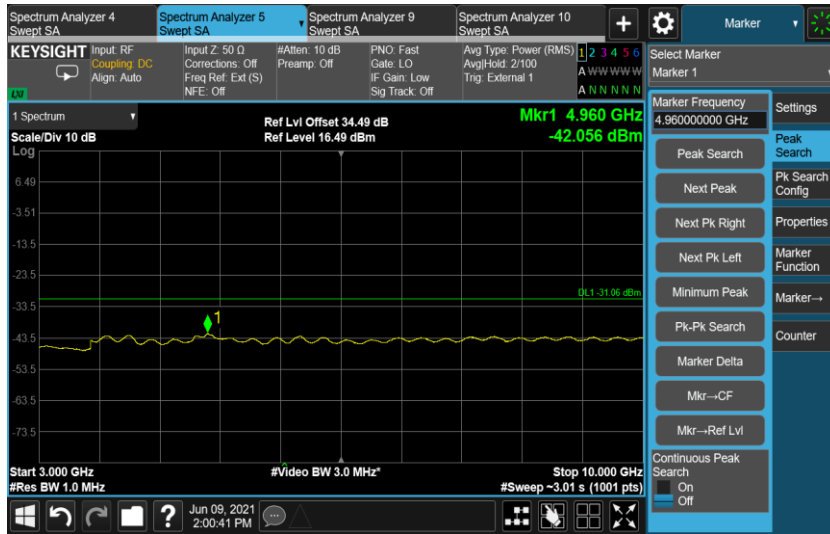 Spectrum Analyzer 4
Swept SA
Spectrum Analyzer 5
Swept SA
Spectrum Analyzer 9
Swept SA
Spectrum Analyzer 10
Swept SA
+
Marker
KEYSIGHT
LXI
Input: RF
Coupling: DC
Align: Auto
Input Z: 50 Ω
Corrections: Off
Freq Ref: Ext (S)
NFE: Off
#Atten: 10 dB
Preamp: Off
PNO: Fast
Gate: LO
IF Gain: Low
Sig Track: Off
Avg Type: Power (RMS)
Avg|Hold: 2/100
Trig: External 1
1 2 3 4 5 6
A W W W W W
A N N N N N
Select Marker
Marker 1
1 Spectrum
Scale/Div 10 dB
Log
Ref Lvl Offset 34.49 dB
Ref Level 16.49 dBm
Mkr1 4.960 GHz
-42.056 dBm
6.49
-3.51
-13.5
-23.5
-33.5
-43.5
-53.5
-63.5
-73.5
DL1 -31.06 dBm
1
Start 3.000 GHz
#Res BW 1.0 MHz
#Video BW 3.0 MHz*
Stop 10.000 GHz
#Sweep ~3.01 s (1001 pts)
Marker Frequency
4.960000000 GHz
Peak Search
Next Peak
Next Pk Right
Next Pk Left
Minimum Peak
Pk-Pk Search
Marker Delta
Mkr→CF
Mkr→Ref Lvl
Continuous Peak
Search
On
Off
Settings
Peak
Search
Pk Search
Config
Properties
Marker
Function
Marker→
Counter
?
Jun 09, 2021
2:00:41 PM